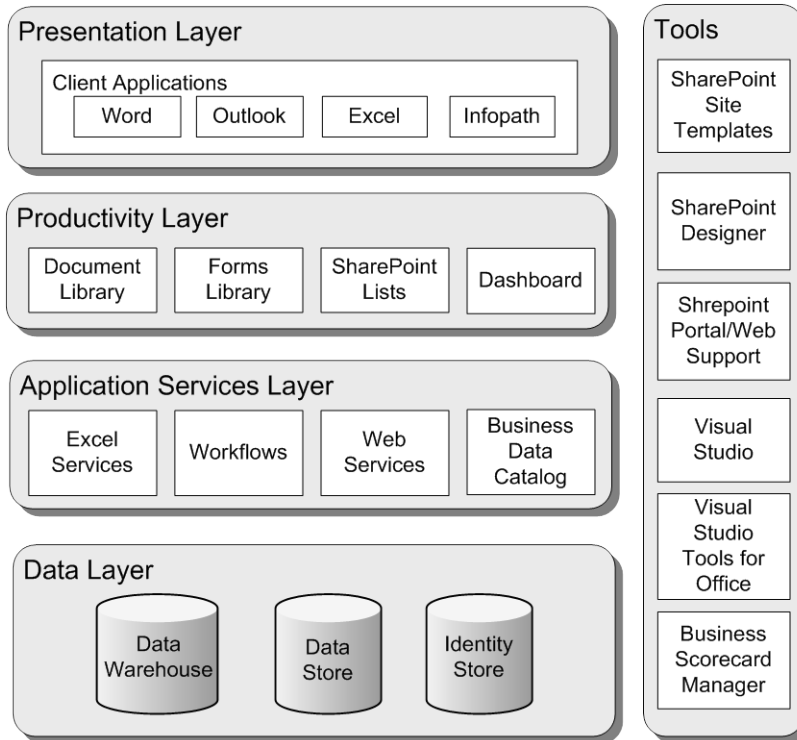 Presentation Layer
Client Applications
Word
Outlook
Excel
Infopath
Productivity Layer
Document
Library
Forms
Library
SharePoint
Lists
Dashboard
Application Services Layer
Excel
Services
Workflows
Web
Services
Business
Data
Catalog
Data Layer
Data
Warehouse
Data
Store
Identity
Store
Tools
SharePoint
Site
Templates
SharePoint
Designer
Shrepoint
Portal/Web
Support
Visual
Studio
Visual
Studio
Tools for
Office
Business
Scorecard
Manager